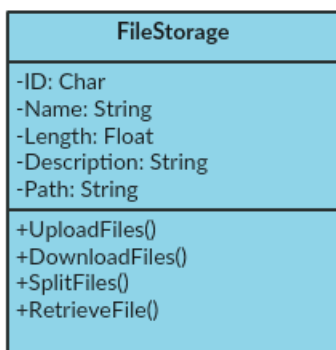 FileStorage
-ID: Char
-Name: String
-Length: Float
-Description: String
-Path: String
+UploadFiles()
+DownloadFiles()
+SplitFiles()
+RetrieveFile()